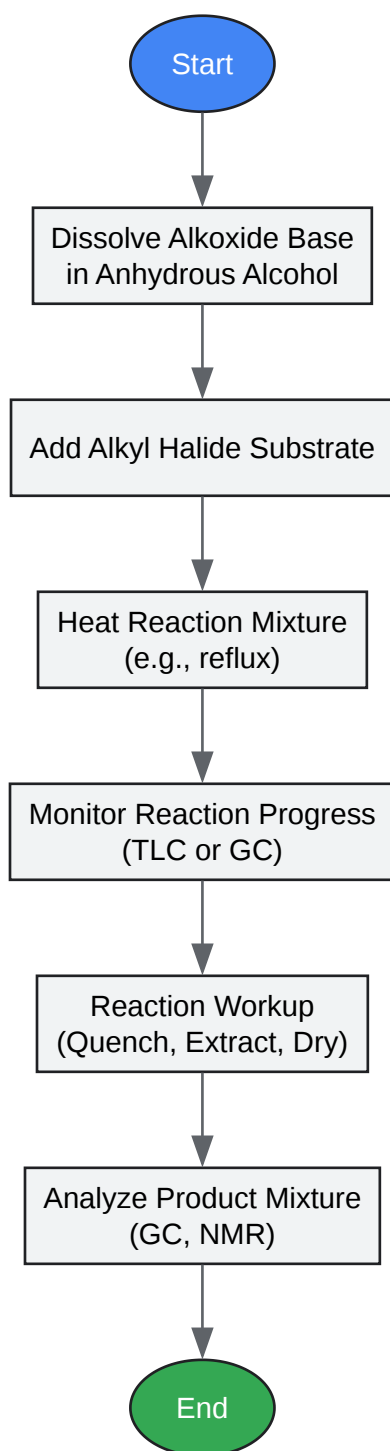 Start
Dissolve Alkoxide Base
in Anhydrous Alcohol
Add Alkyl Halide Substrate
Heat Reaction Mixture
(e.g., reflux)
Monitor Reaction Progress
(TLC or GC)
Reaction Workup
(Quench, Extract, Dry)
Analyze Product Mixture
(GC, NMR)
End